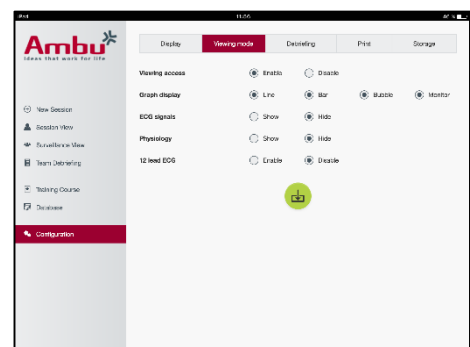 iPad 11:00
Ambu
Ideas that work for life
Display Viewing mode Debriefing Print Storage
Viewing access Enable Disable
Graph display Line Bar Bubble Monitor
ECG signals Show Hide
Physiology Show Hide
12 lead ECG Enable Disable
New Session
Session View
Surveillance View
Team Debriefing
Training Course
Database
Configuration